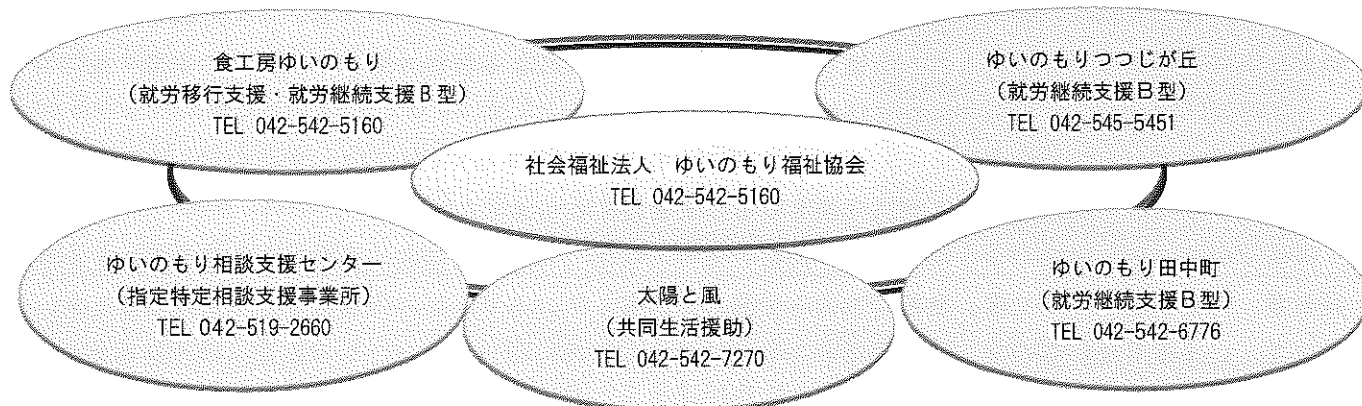 食工房ゆいのもり
(就労移行支援・就労継続支援B型)
TEL 042-542-5160
ゆいのもりつつじが丘
(就労継続支援B型)
TEL 042-545-5451
社会福祉法人　ゆいのもり福祉協会
TEL 042-542-5160
ゆいのもり相談支援センター
(指定特定相談支援事業所)
TEL 042-519-2660
太陽と風
(共同生活援助)
TEL 042-542-7270
ゆいのもり田中町
(就労継続支援B型)
TEL 042-542-6776